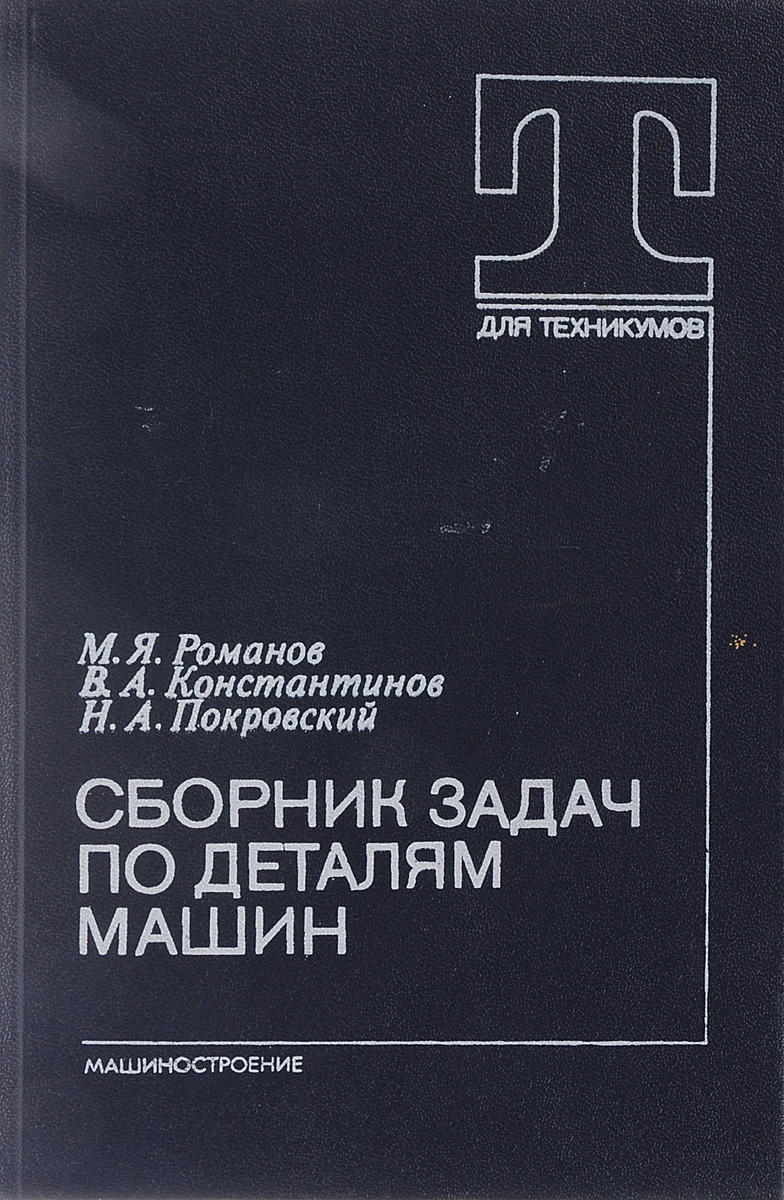 Т
ДЛЯ ТЕХНИКУМОВ
М. Я. Романов
В. А. Константинов
Н. А. Покровский
СБОРНИК ЗАДАЧ
ПО ДЕТАЛЯМ
МАШИН
МАШИНОСТРОЕНИЕ